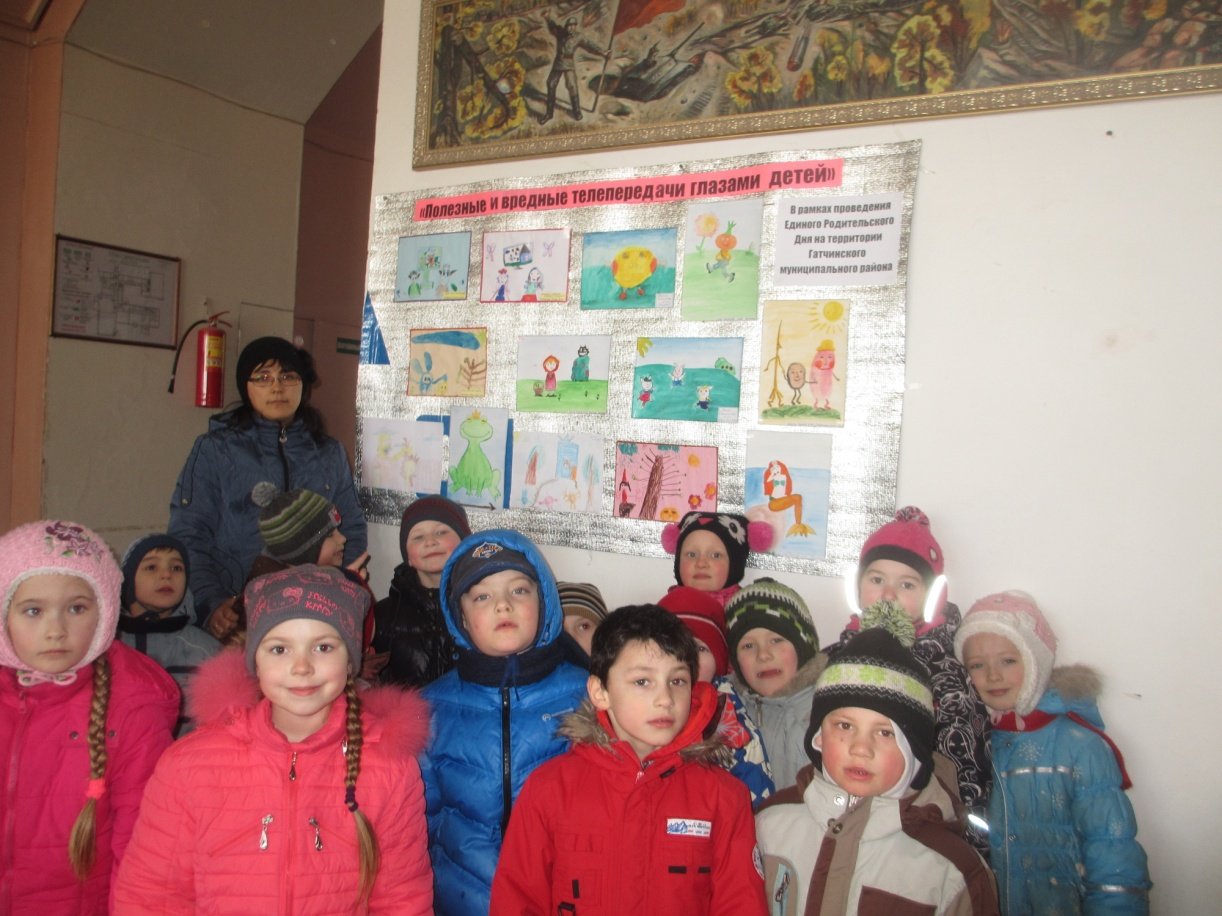 «Полезные и вредные телепередачи глазами детей»
В рамках проведения
Единого Родительского
Дня на территории
Гатчинского
муниципального района